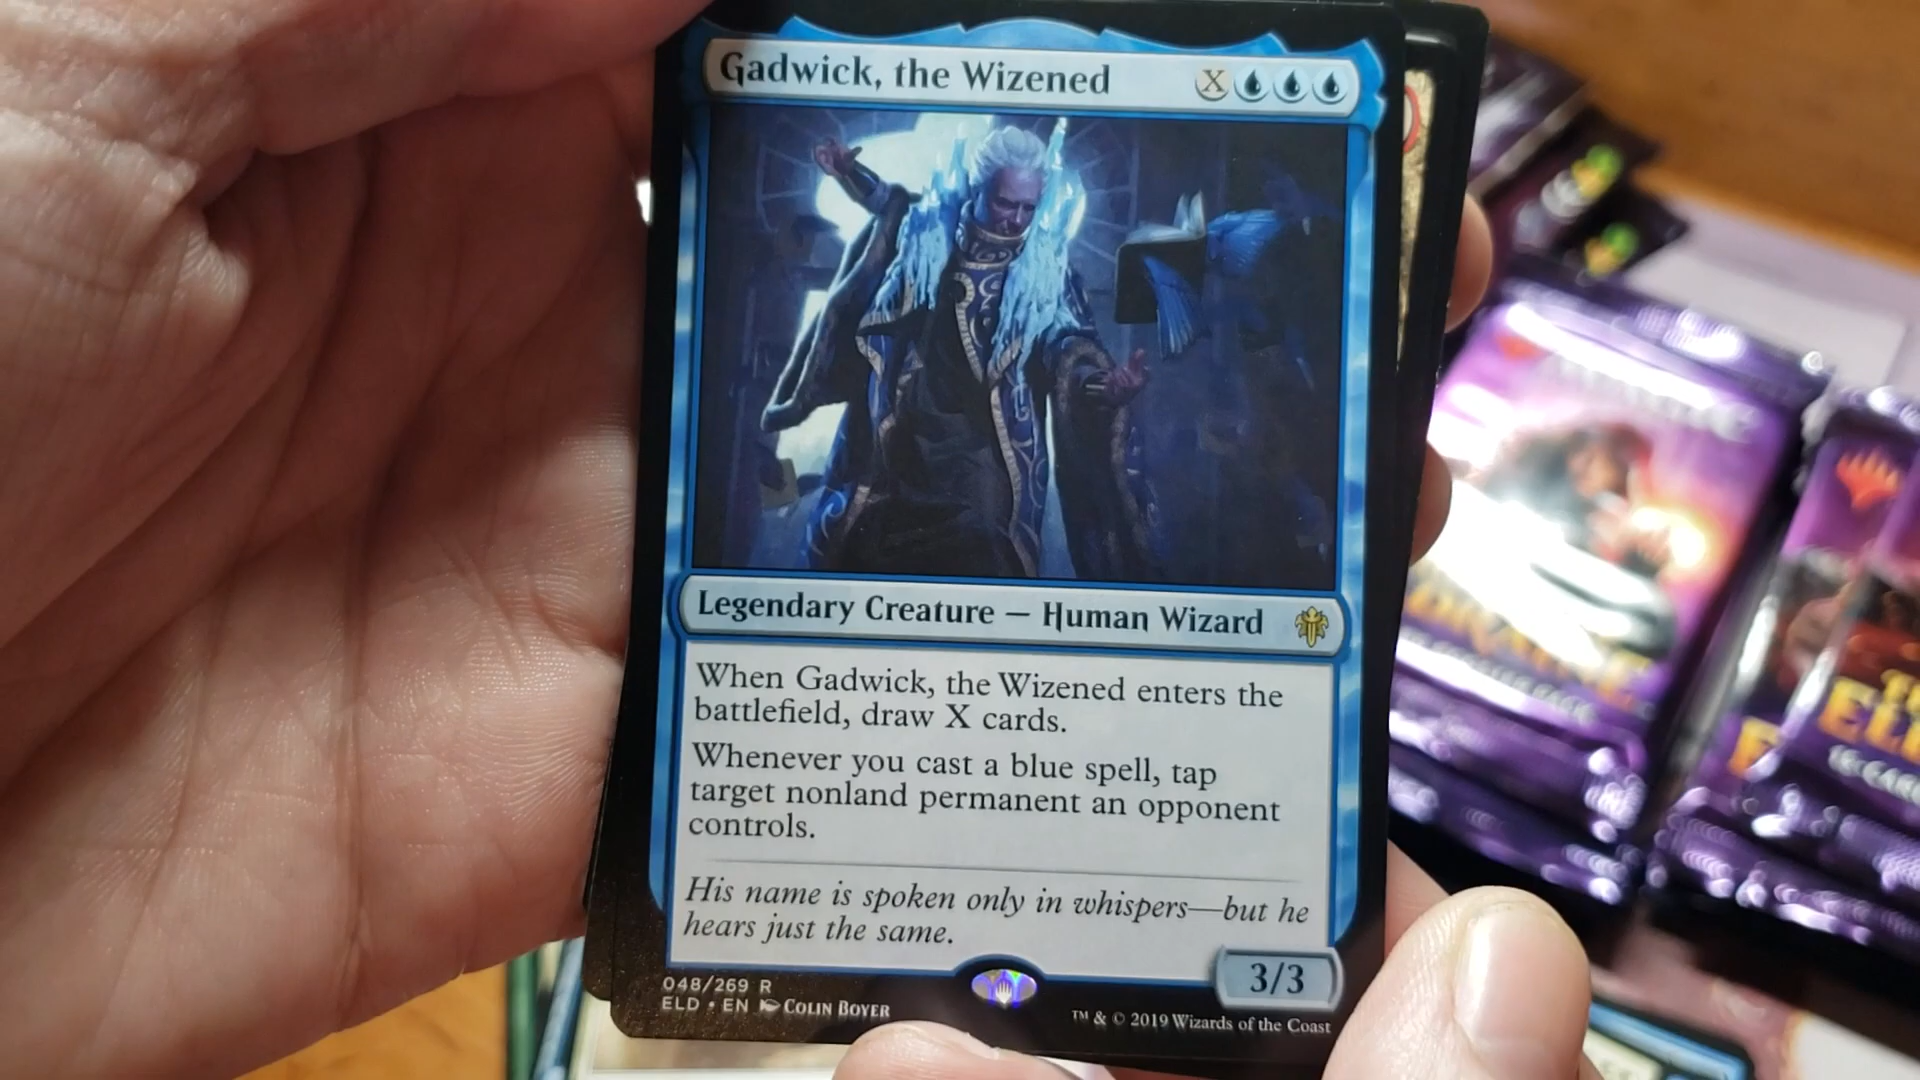 Gadwick, the Wizened X
Legendary Creature — Human Wizard
When Gadwick, the Wizened enters the
battlefield, draw X cards.
Whenever you cast a blue spell, tap
target nonland permanent an opponent
controls.
His name is spoken only in whispers—but he
hears just the same.
3/3
048/269 R
ELD • EN COLIN BOYER
™ & © 2019 Wizards of the Coast